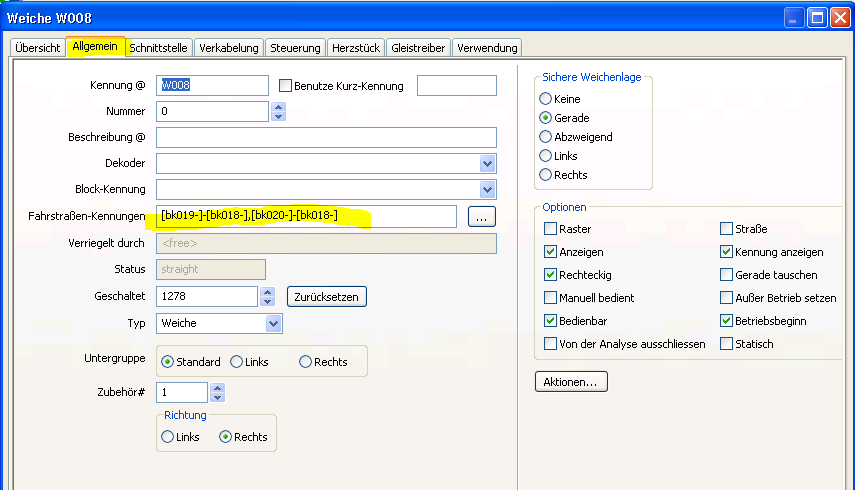 Weiche W008
Übersicht Allgemein Schnittstelle Verkabelung Steuerung Herzstück Gleistreiber Verwendung
Kennung @ W008 Benutze Kurz-Kennung
Nummer 0
Beschreibung @
Dekoder
Block-Kennung
Fahrstraßen-Kennungen [bk019-]-[bk018-],[bk020-]-[bk018-] ...
Verriegelt durch <free>
Status straight
Geschaltet 1278 Zurücksetzen
Typ Weiche
Untergruppe Standard Links Rechts
Zubehör# 1
Richtung
Links Rechts
Sichere Weichenlage
Keine
Gerade
Abzweigend
Links
Rechts
Optionen
Raster Straße
Anzeigen Kennung anzeigen
Rechteckig Gerade tauschen
Manuell bedient Außer Betrieb setzen
Bedienbar Betriebsbeginn
Von der Analyse ausschliessen Statisch
Aktionen...